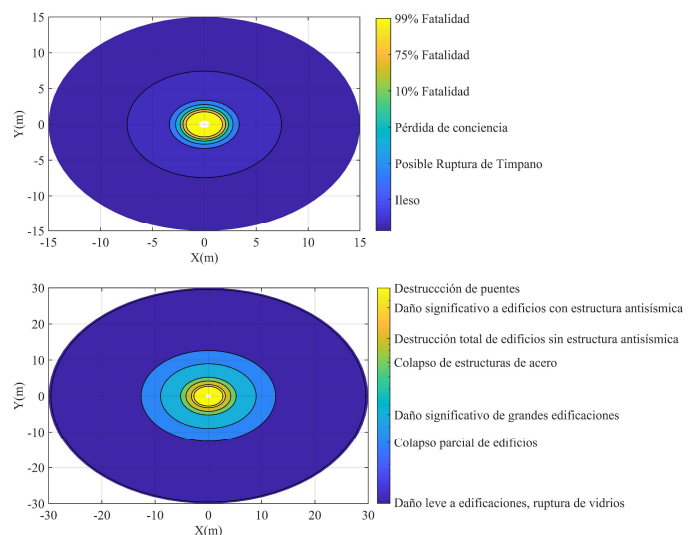 15
10
5
0
-5
-10
-15
Y(m)
-15 -10 -5 0 5 10 15
X(m)
99% Fatalidad
75% Fatalidad
10% Fatalidad
Pérdida de conciencia
Posible Ruptura de Timpano
Ileso
30
20
10
0
-10
-20
-30
Y(m)
-30 -20 -10 0 10 20 30
X(m)
Destruccción de puentes
Daño significativo a edificios con estructura antisísmica
Destrucción total de edificios sin estructura antisísmica
Colapso de estructuras de acero
Daño significativo de grandes edificaciones
Colapso parcial de edificios
Daño leve a edificaciones, ruptura de vidrios